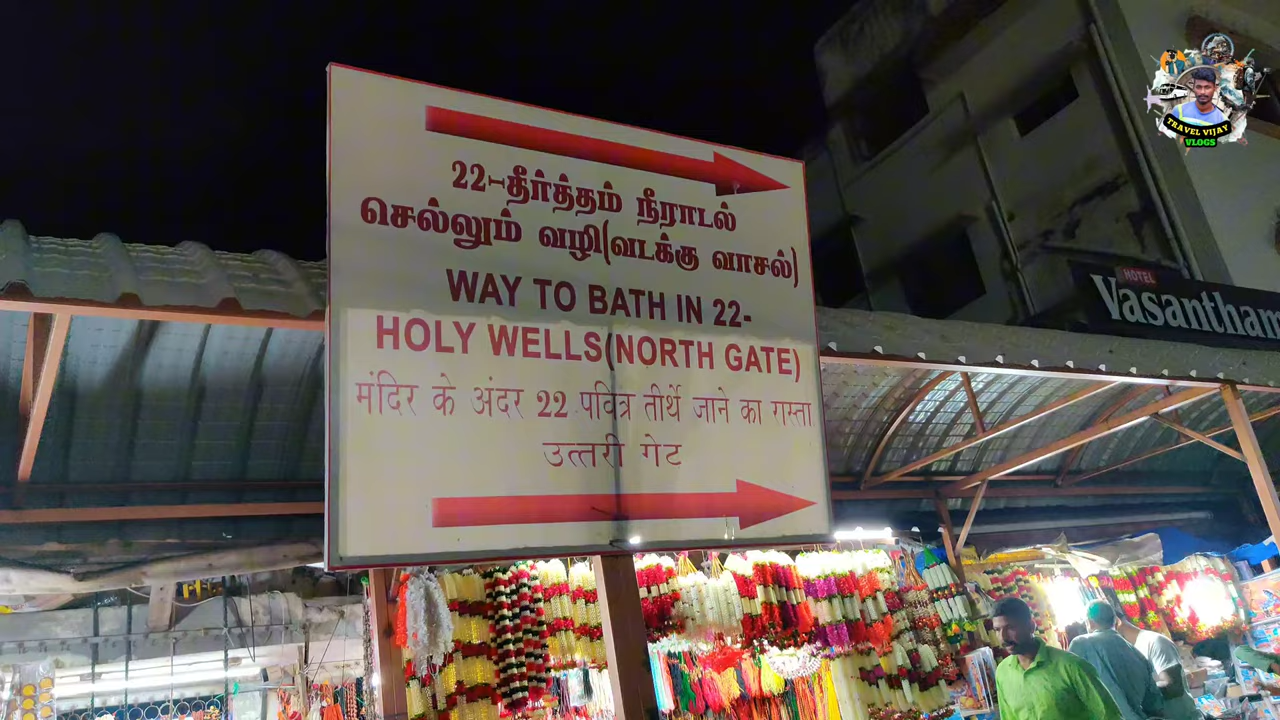 22-தீர்த்தம் நீராடல்
செல்லும் வழி(வடக்கு வாசல்)
WAY TO BATH IN 22-
HOLY WELLS(NORTH GATE)
मंदिर के अंदर 22 पवित्र तीर्थे जाने का रास्ता
उत्तरी गेट
HOTEL
Vasantham
TRAVEL VIJAY
VLOGS